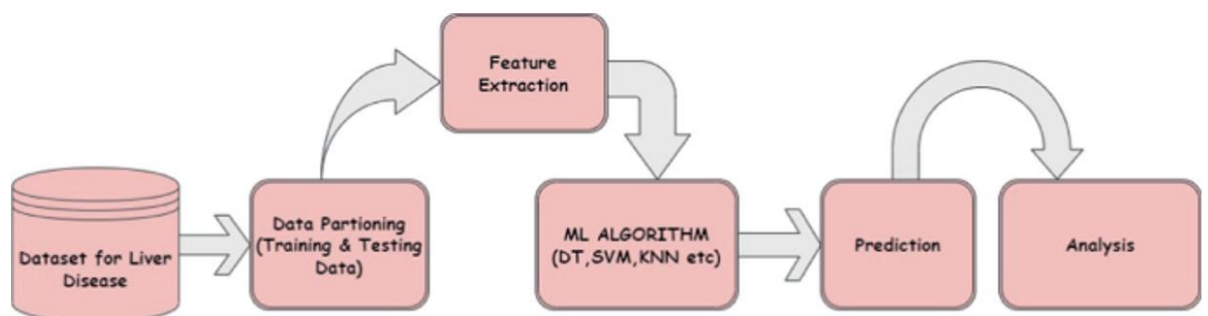 Dataset for Liver
Disease
Data Partioning
(Training & Testing
Data)
Feature
Extraction
ML ALGORITHM
(DT,SVM,KNN etc)
Prediction
Analysis